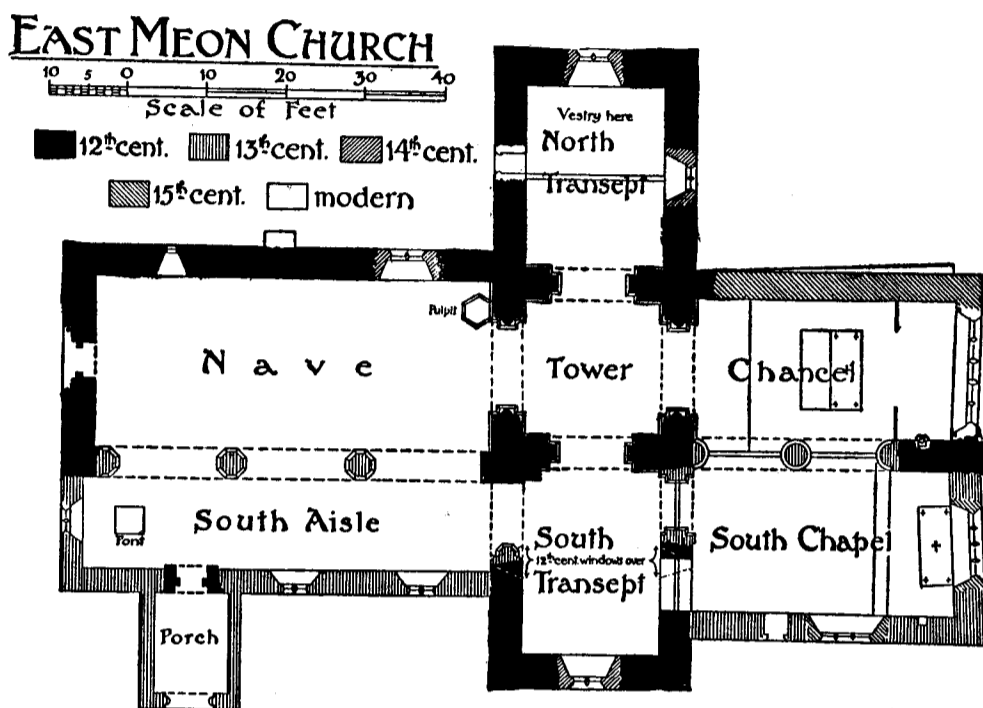 EAST MEON CHURCH
10 5 0 10 20 30 40
Scale of Feet
12th cent. 13th cent. 14th cent.
15th cent. modern
Vestry here
North
Transept
Pulpit
Nave
Tower
Chancel
South Aisle
Font
South
12th cent. windows over
Transept
South Chapel
Porch